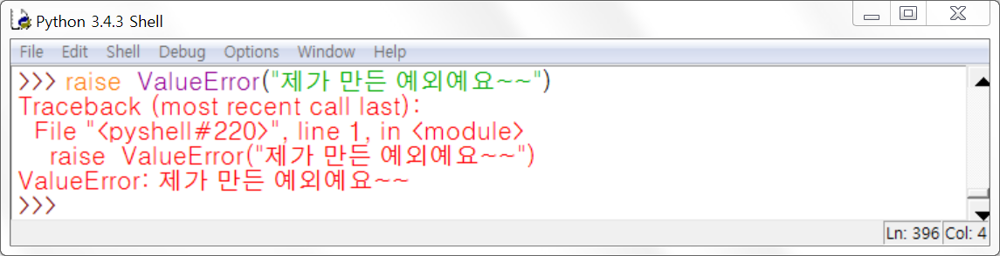 Python 3.4.3 Shell
File Edit Shell Debug Options Window Help
>>> raise ValueError("제가 만든 예외예요~~")
Traceback (most recent call last):
  File "<pyshell#220>", line 1, in <module>
    raise ValueError("제가 만든 예외예요~~")
ValueError: 제가 만든 예외예요~~
>>>
Ln: 396 Col: 4